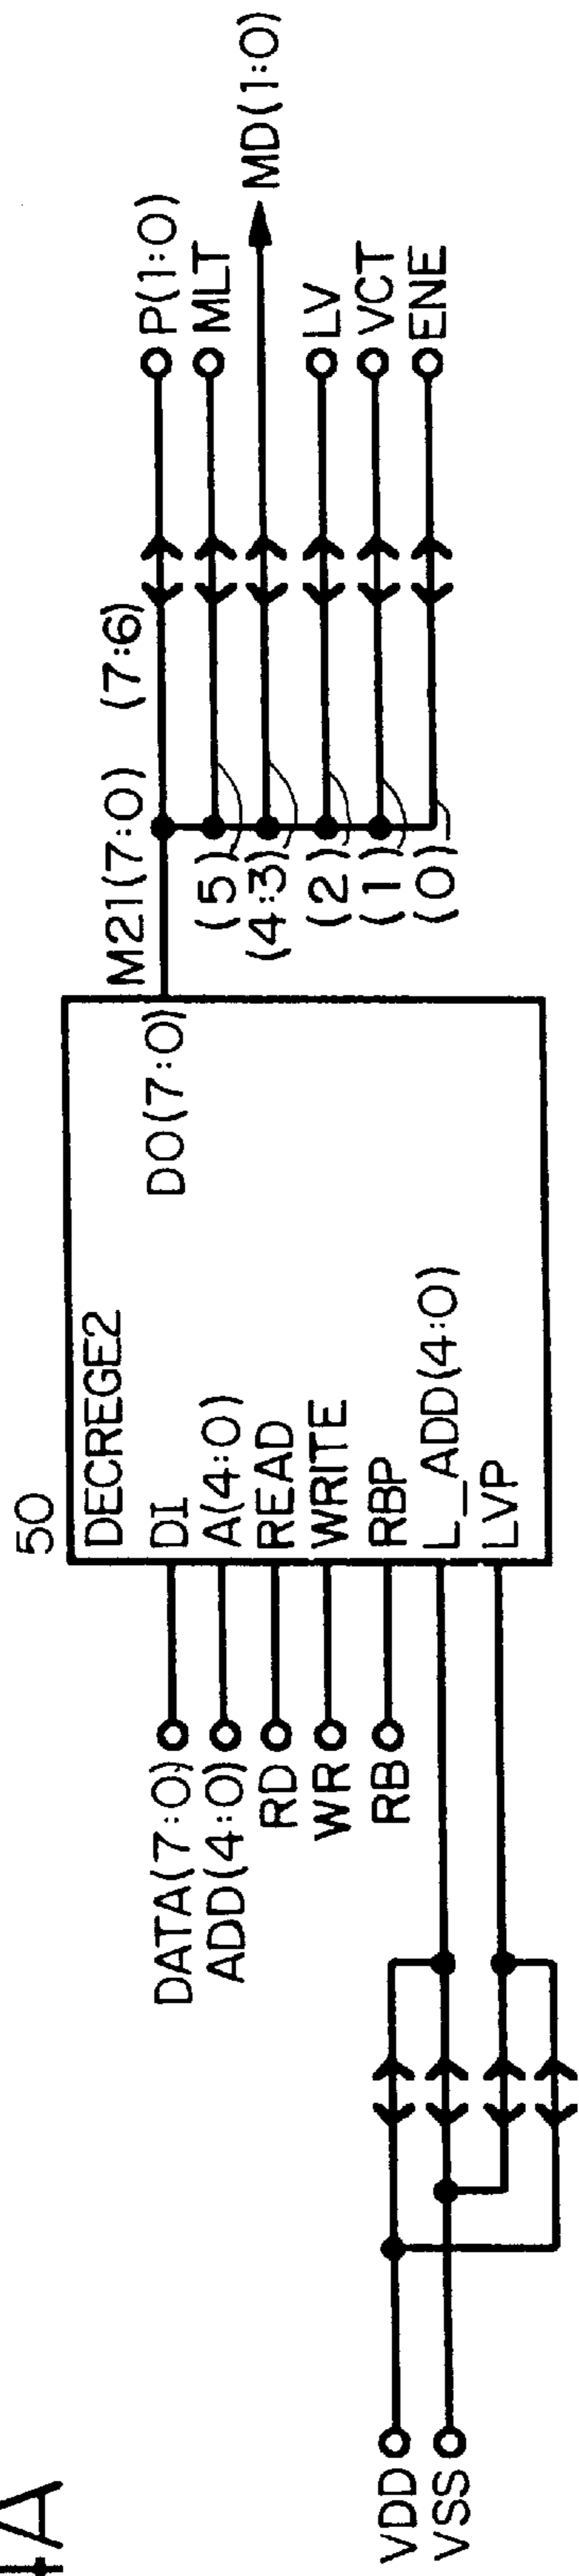 4A
50
DECREGE2
DI
A(4:0)
READ
WRITE
RBP
L_ADD(4:0)
LVP
DO(7:0)
DATA(7:0)
ADD(4:0)
RD
WR
RB
VDD
VSS
M21(7:0)
(7:6)
(5)
(4:3)
(2)
(1)
(0)
P(1:0)
MLT
MD(1:0)
LV
VCT
ENE